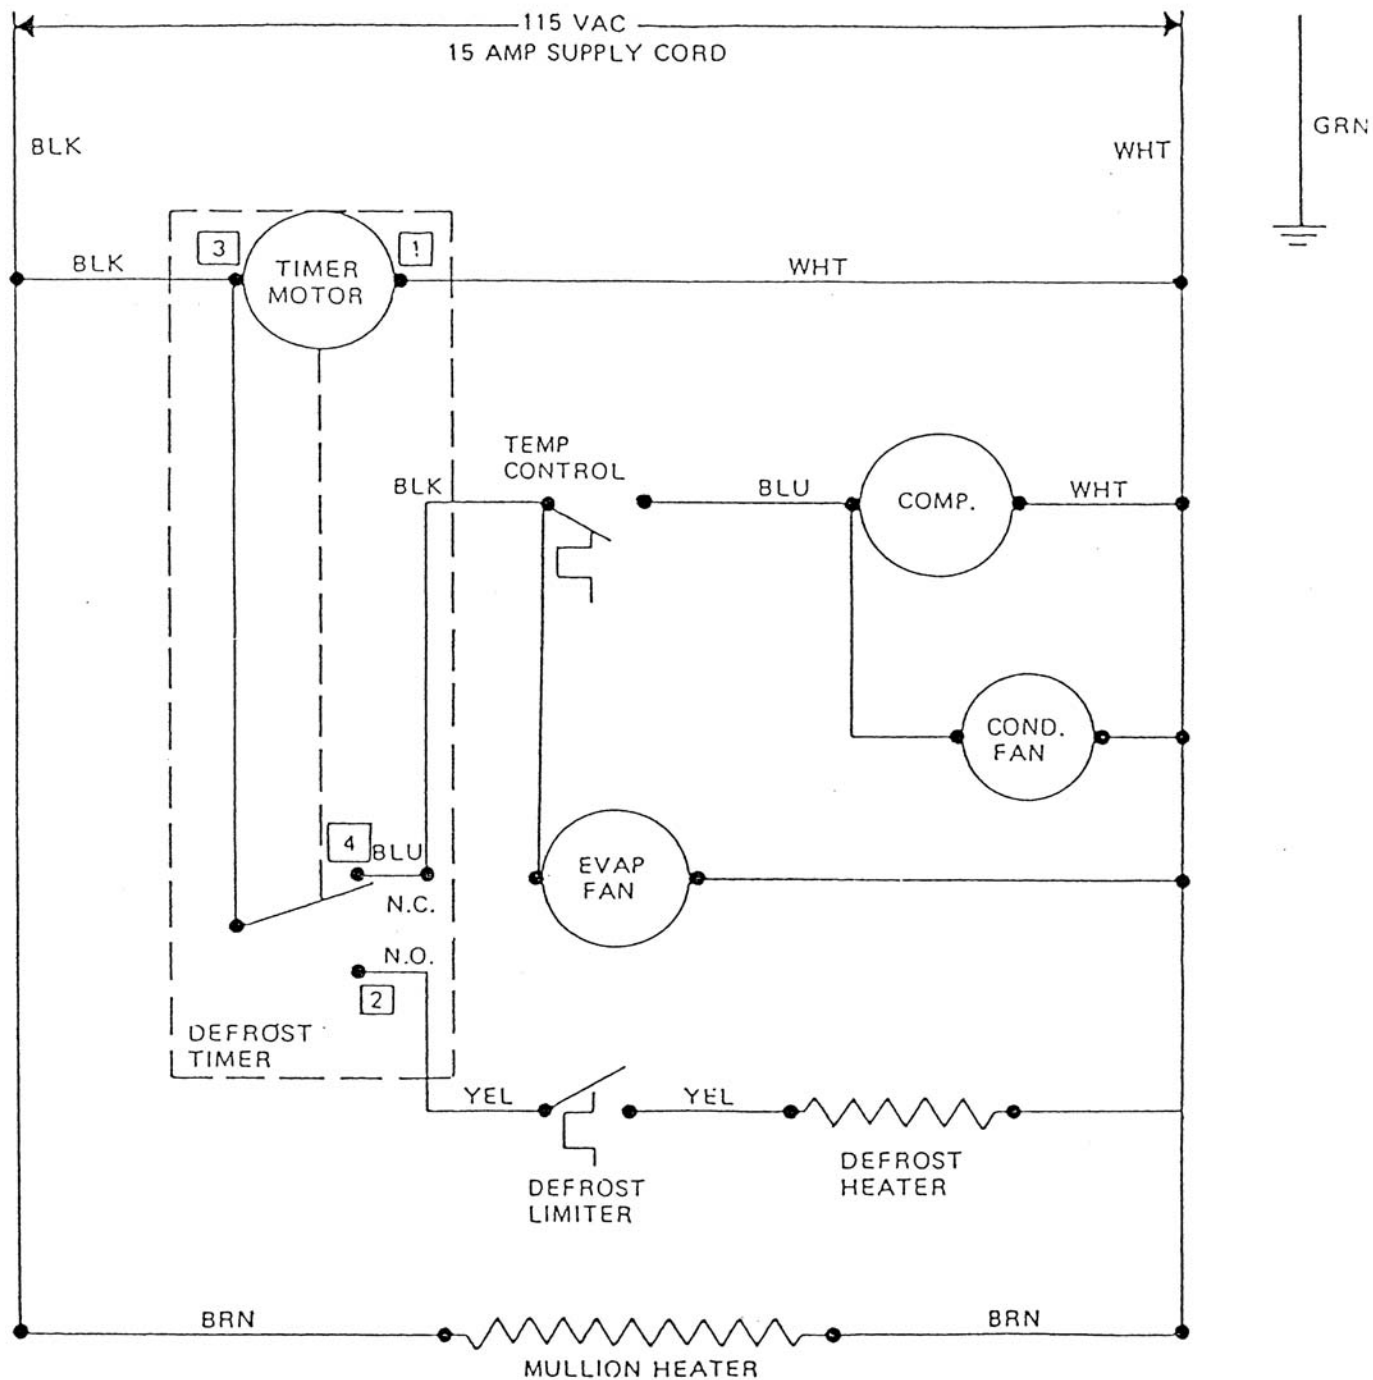 115 VAC
15 AMP SUPPLY CORD
BLK
WHT
GRN
BLK
3
TIMER
MOTOR
1
WHT
TEMP
CONTROL
BLK
BLU
COMP.
WHT
COND.
FAN
4
BLU
N.C.
EVAP
FAN
N.O.
2
DEFROST
TIMER
YEL
YEL
DEFROST
LIMITER
DEFROST
HEATER
BRN
BRN
MULLION HEATER